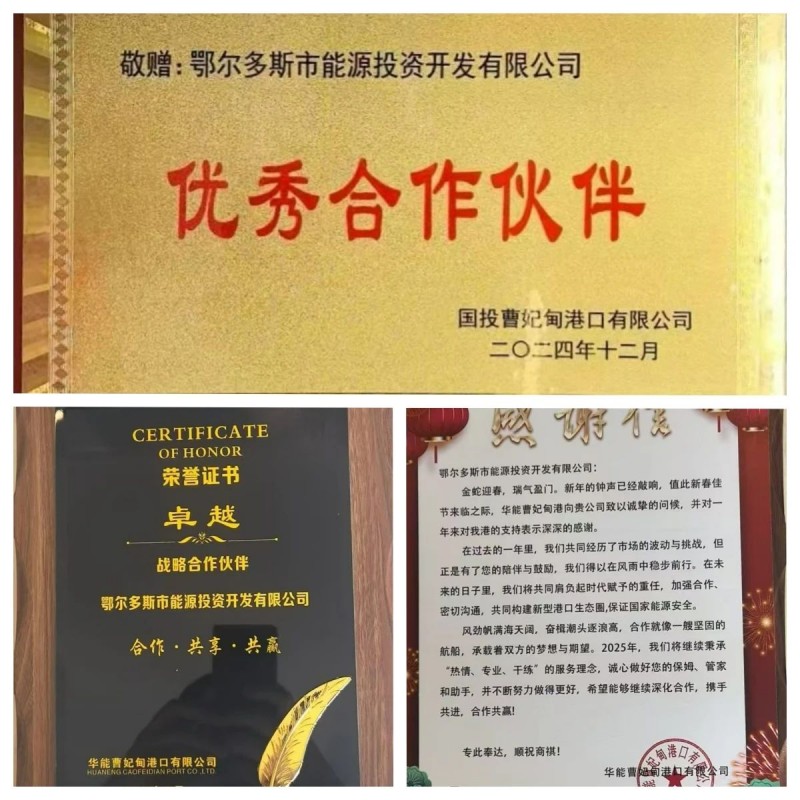 敬赠：鄂尔多斯市能源投资开发有限公司
优秀合作伙伴
国投曹妃甸港口有限公司
二〇二四年十二月
CERTIFICATE
OF HONOR
荣誉证书
卓越
战略合作伙伴
鄂尔多斯市能源投资开发有限公司
合作·共享·共赢
华能曹妃甸港口有限公司
HUANENG CAOFEIDIAN PORT CO.,LTD
感谢信
鄂尔多斯市能源投资开发有限公司：
金蛇迎春，瑞气盈门。新年的钟声已经敲响，值此新春佳
节来临之际，华能曹妃甸港向贵公司致以诚挚的问候，并对一
年来对我港的支持表示深深的感谢。
在过去的一年里，我们共同经历了市场的波动与挑战，但
正是有了您的陪伴与鼓励，我们得以在风雨中稳步前行。在未
来的日子里，我们将共同肩负起时代赋予的重任，加强合作、
密切沟通，共同构建新型港口生态圈,保证国家能源安全。
风劲帆满海天阔，奋楫潮头逐浪高，合作就像一艘坚固的
航船，承载着双方的梦想与期望。2025年，我们将继续秉承
“热情、专业、干练”的服务理念，诚心做好您的保姆、管家
和助手，并不断努力做得更好，希望能够继续深化合作，携手
共进，合作共赢!
专此奉达，顺祝商祺!
华能曹妃甸港口有限公司